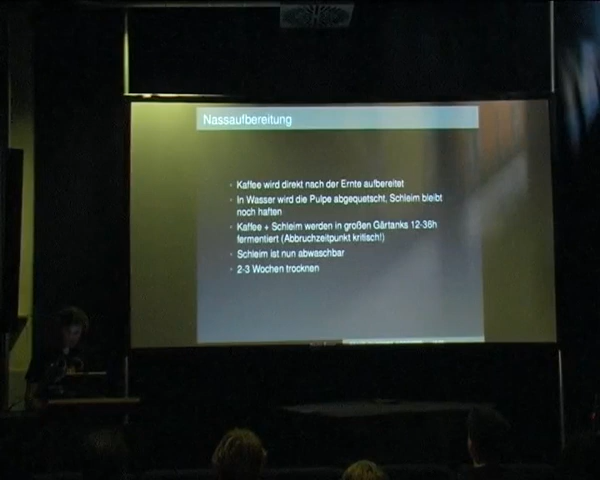 Nassaufbereitung
· Kaffee wird direkt nach der Ernte aufbereitet
· In Wasser wird die Pulpe abgequetscht, Schleim bleibt
noch haften
· Kaffee + Schleim werden in großen Gärtanks 12-36h
fermentiert (Abbruchzeitpunkt kritisch!)
· Schleim ist nun abwaschbar
· 2-3 Wochen trocknen